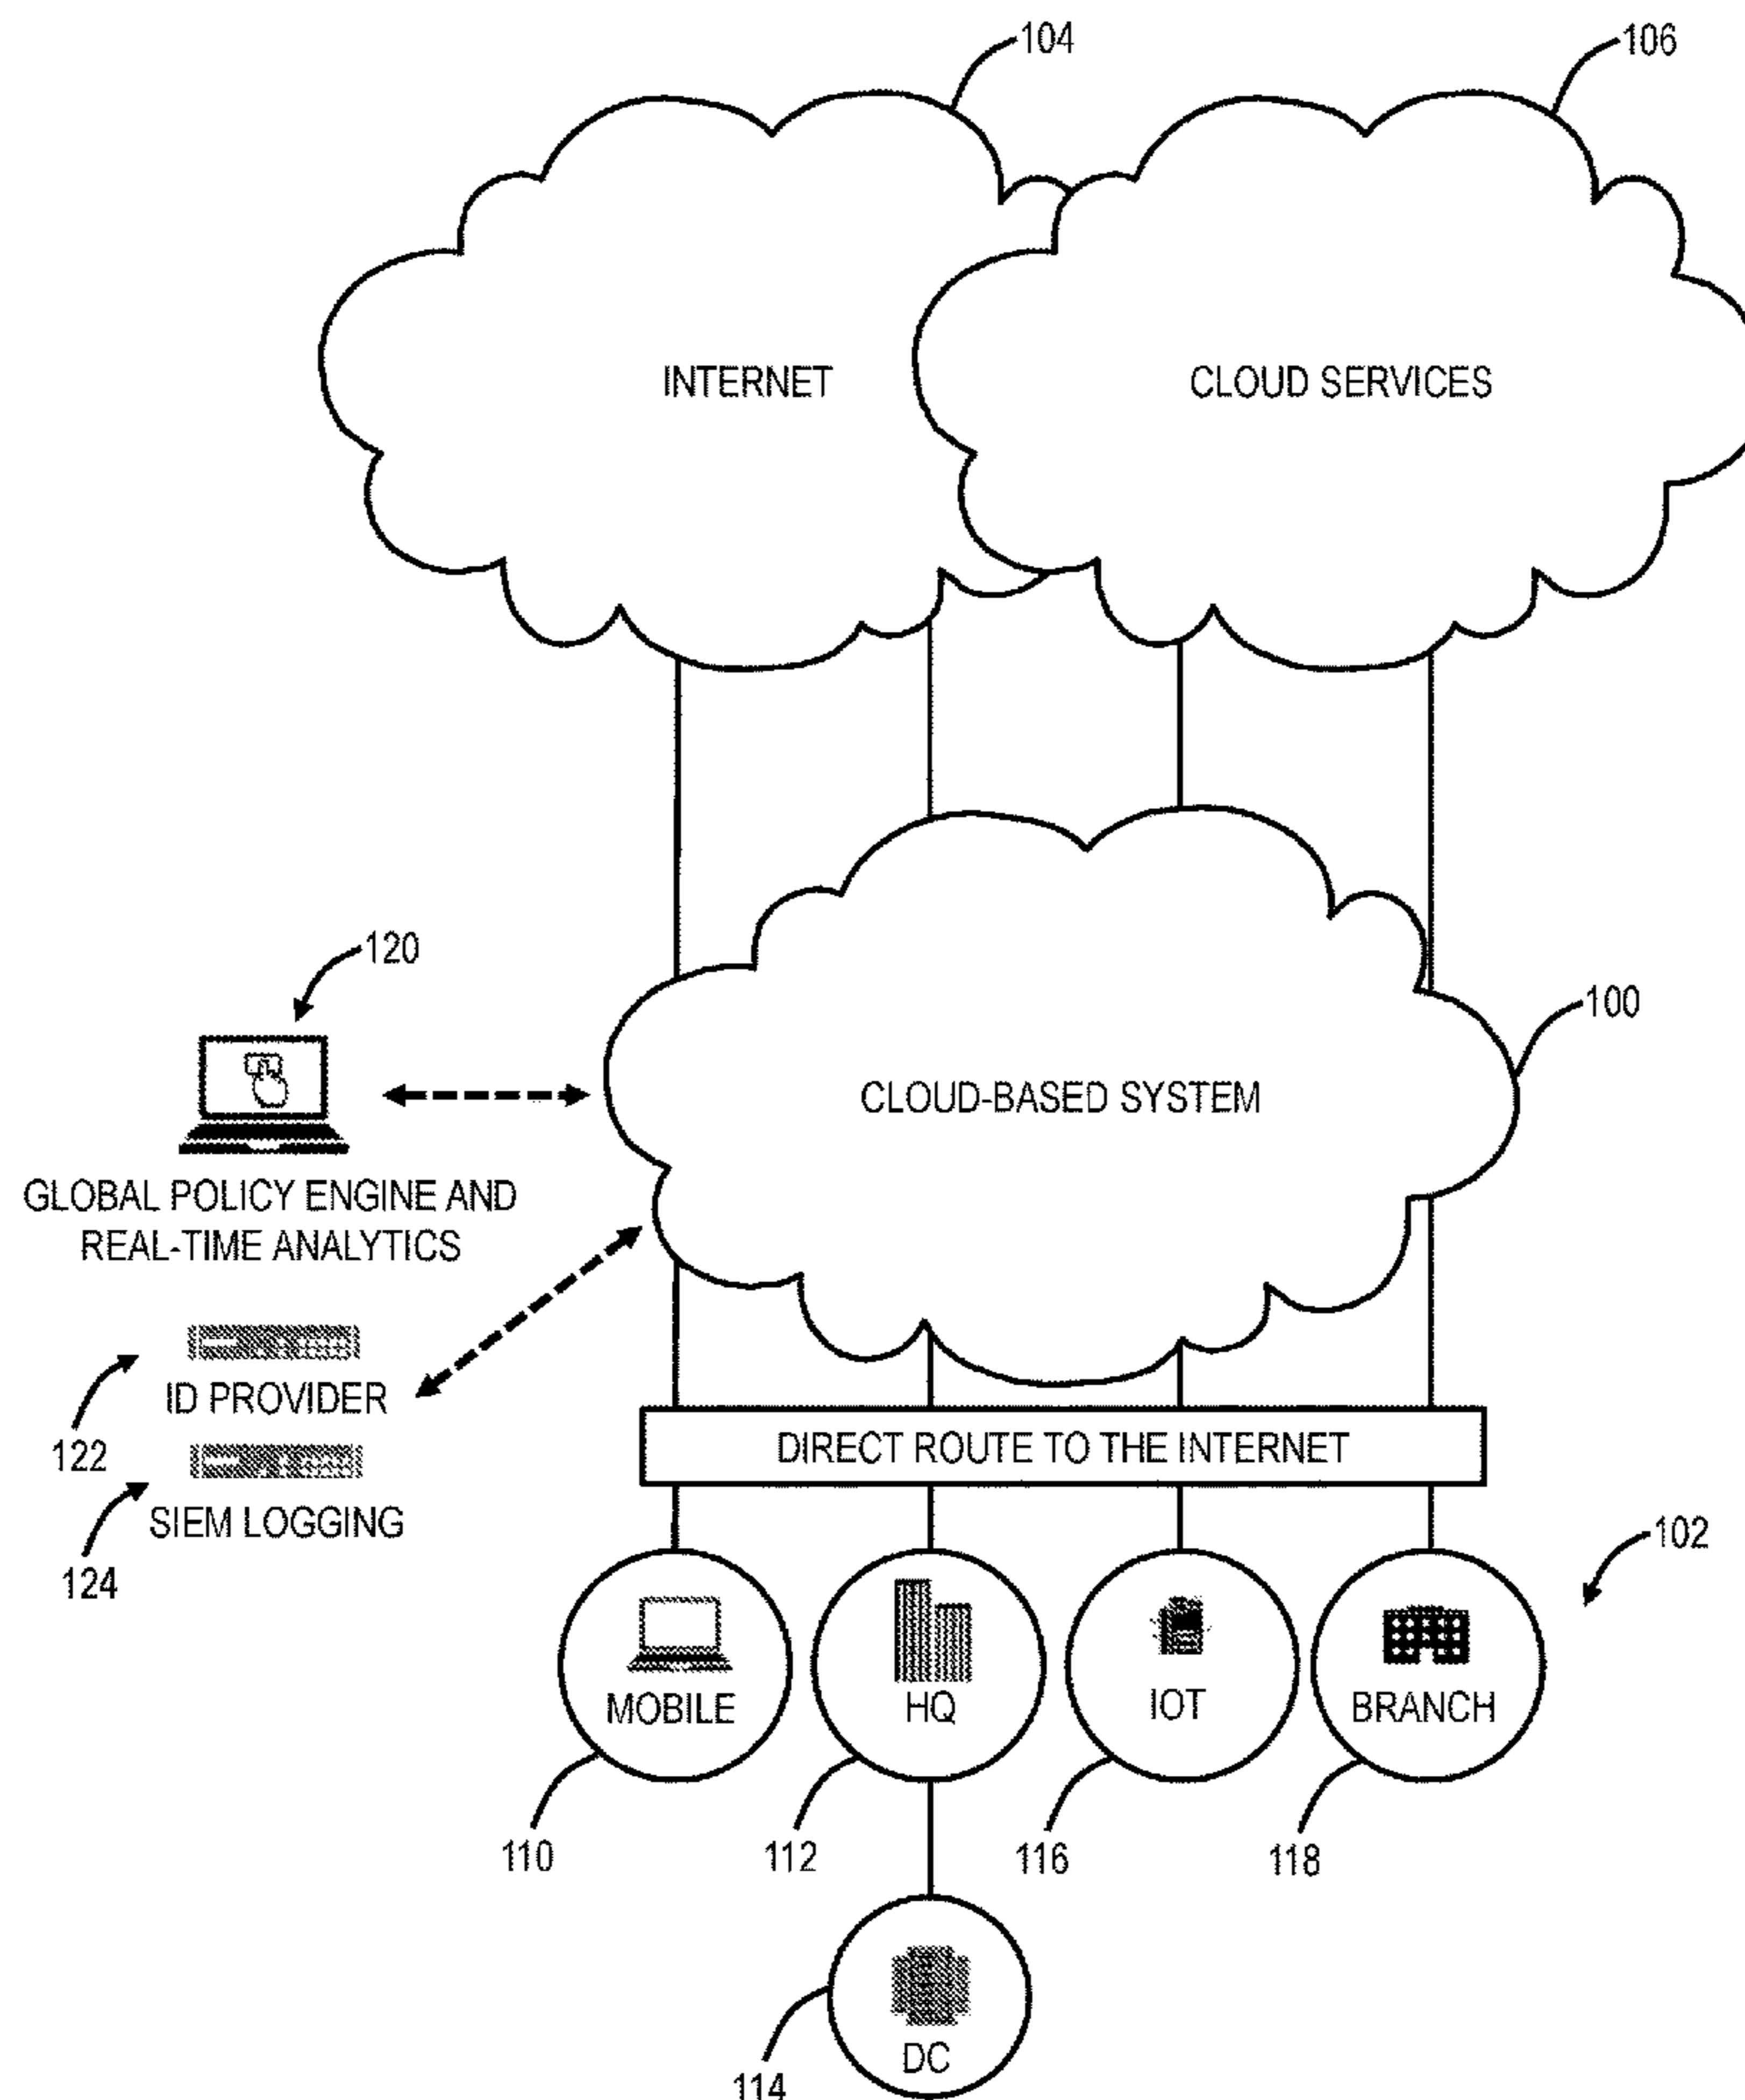 104
106
INTERNET
CLOUD SERVICES
120
100
CLOUD-BASED SYSTEM
GLOBAL POLICY ENGINE AND
REAL-TIME ANALYTICS
ID PROVIDER
122
DIRECT ROUTE TO THE INTERNET
SIEM LOGGING
124
102
MOBILE
HQ
IOT
BRANCH
110
112
116
118
DC
114